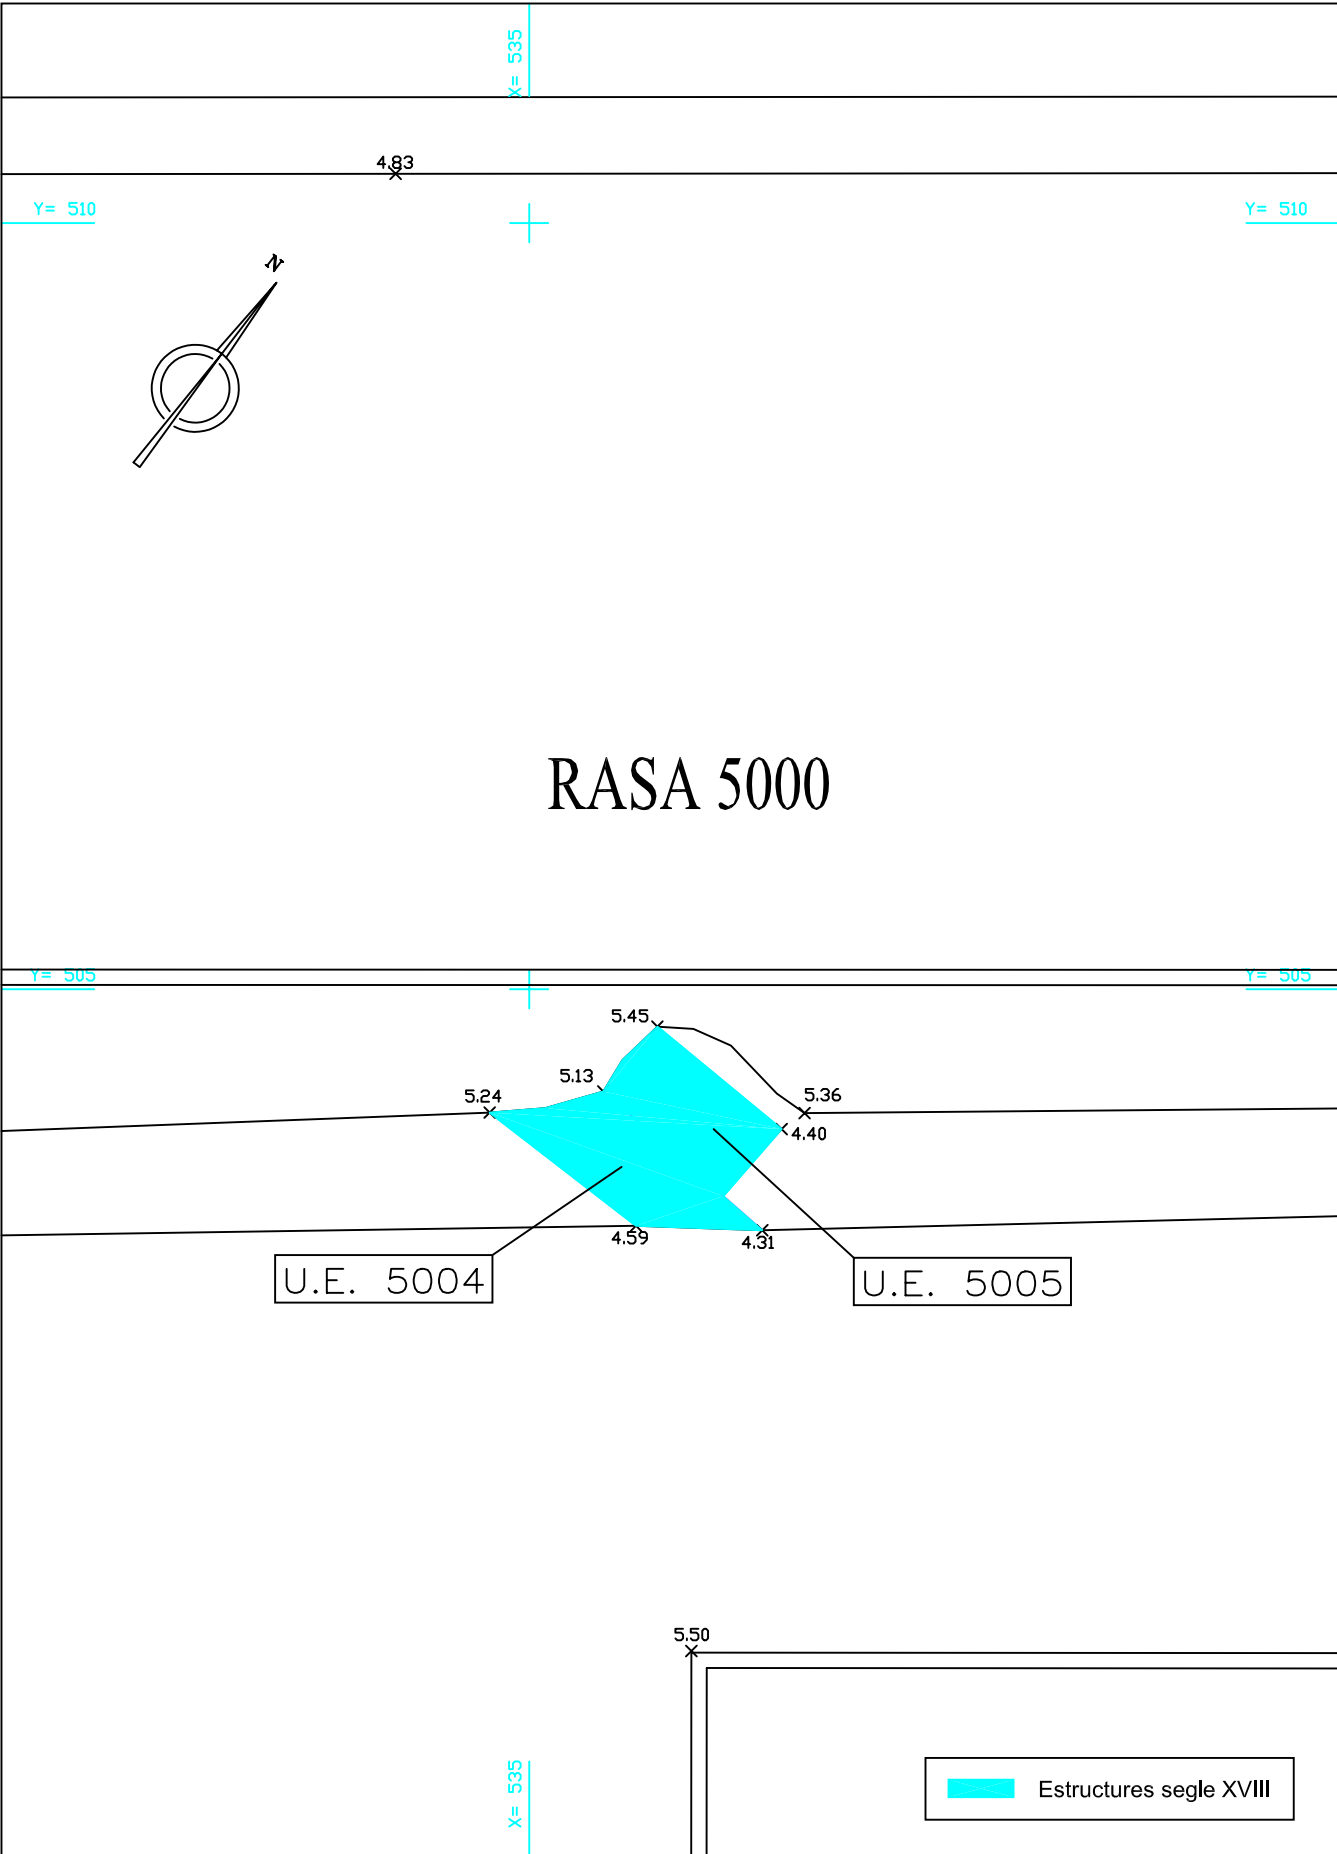 X= 535
4.83
Y= 510
Y= 510
N
RASA 5000
Y= 505
Y= 505
5.45
5.13
5.24
5.36
4.40
4.59
4.31
U.E. 5004
U.E. 5005
5.50
X= 535
Estructures segle XVIII